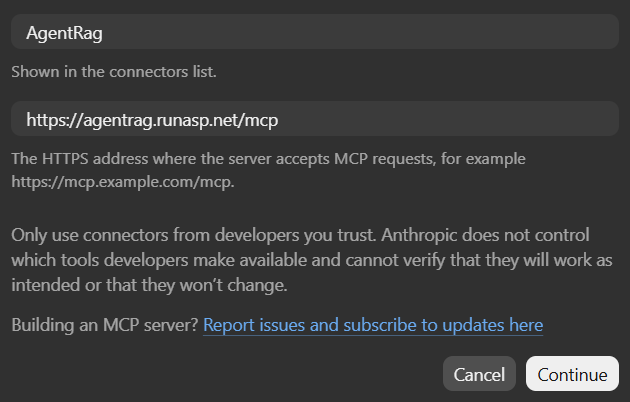 AgentRag
Shown in the connectors list.
https://agentrag.runasp.net/mcp
The HTTPS address where the server accepts MCP requests, for example
https://mcp.example.com/mcp.
Only use connectors from developers you trust. Anthropic does not control
which tools developers make available and cannot verify that they will work as
intended or that they won’t change.
Building an MCP server? Report issues and subscribe to updates here
Cancel Continue